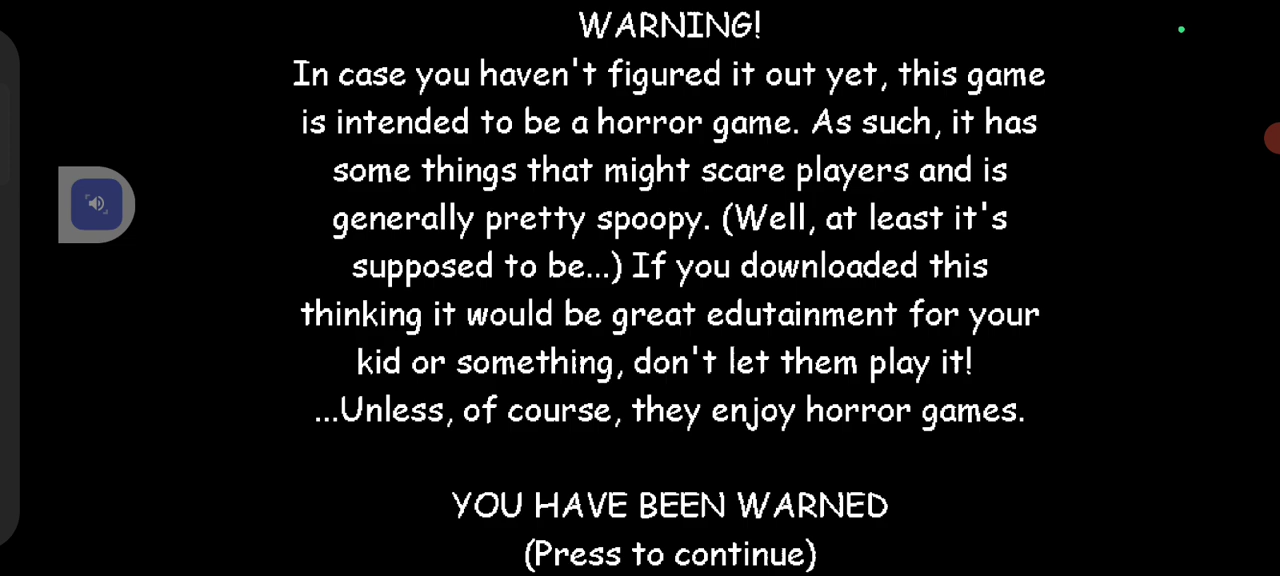 WARNING!
In case you haven't figured it out yet, this game
is intended to be a horror game. As such, it has
some things that might scare players and is
generally pretty spoopy. (Well, at least it's
supposed to be...) If you downloaded this
thinking it would be great edutainment for your
kid or something, don't let them play it!
...Unless, of course, they enjoy horror games.
YOU HAVE BEEN WARNED
(Press to continue)